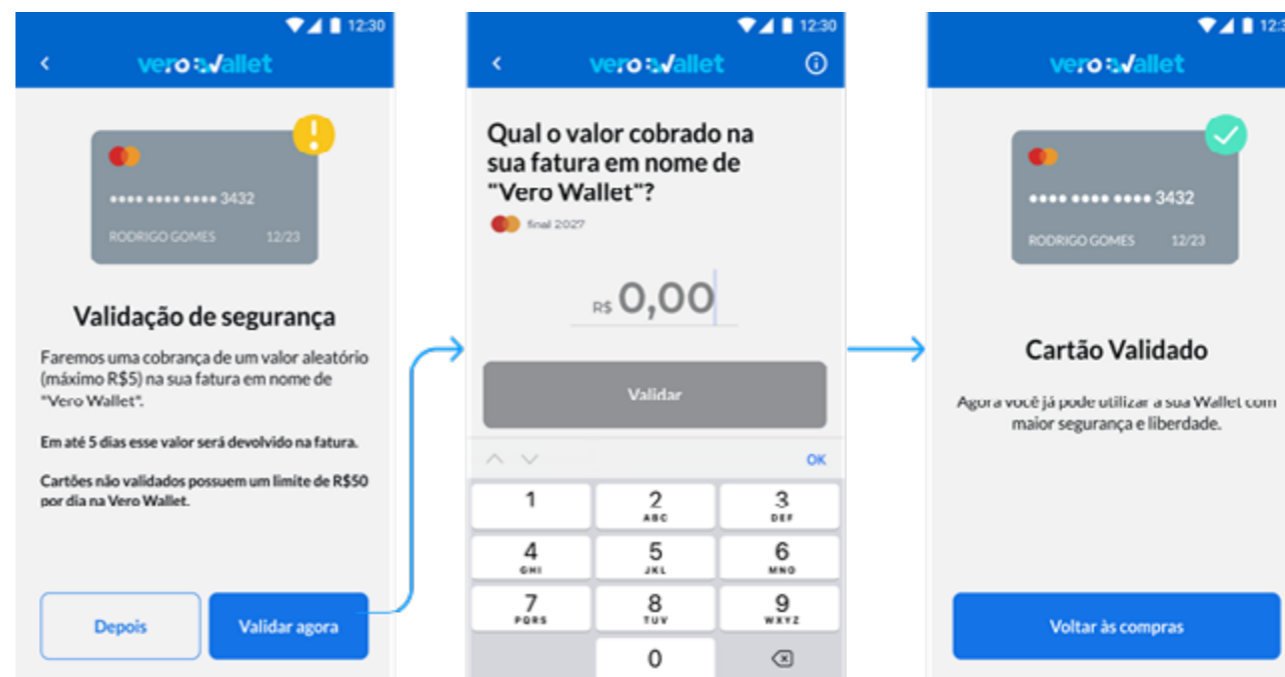 12:30
vero wallet
3432
RODRIGO GOMES 12/23
Validação de segurança
Faremos uma cobrança de um valor aleatório
(máximo R$5) na sua fatura em nome de
"Vero Wallet".
Em até 5 dias esse valor será devolvido na fatura.
Cartões não validados possuem um limite de R$50
por dia na Vero Wallet.
Depois
Validar agora
12:30
vero wallet
Qual o valor cobrado na
sua fatura em nome de
"Vero Wallet"?
final 2027
R$ 0,00
Validar
OK
1
2
ABC
3
DEF
4
GHI
5
JKL
6
MNO
7
PQRS
8
TUV
9
WXYZ
0
12:3
vero wallet
3432
RODRIGO GOMES 12/23
Cartão Validado
Agora você já pode utilizar a sua Wallet com
maior segurança e liberdade.
Voltar às compras